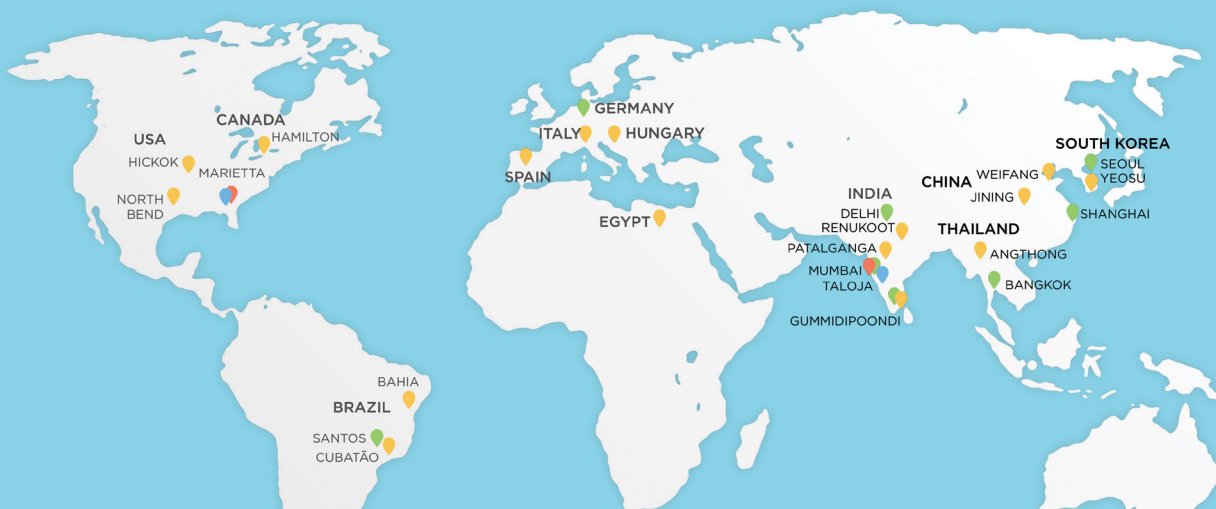 CANADA
HAMILTON
USA
HICKOK
MARIETTA
NORTH
BEND
BAHIA
BRAZIL
SANTOS
CUBATÃO
GERMANY
ITALY
HUNGARY
SPAIN
EGYPT
INDIA
DELHI
RENUKOOT
PATALGANGA
MUMBAI
TALOJA
GUMMIDIPOONDI
SOUTH KOREA
SEOUL
YEOSU
WEIFANG
CHINA
JINING
SHANGHAI
THAILAND
ANGTHONG
BANGKOK